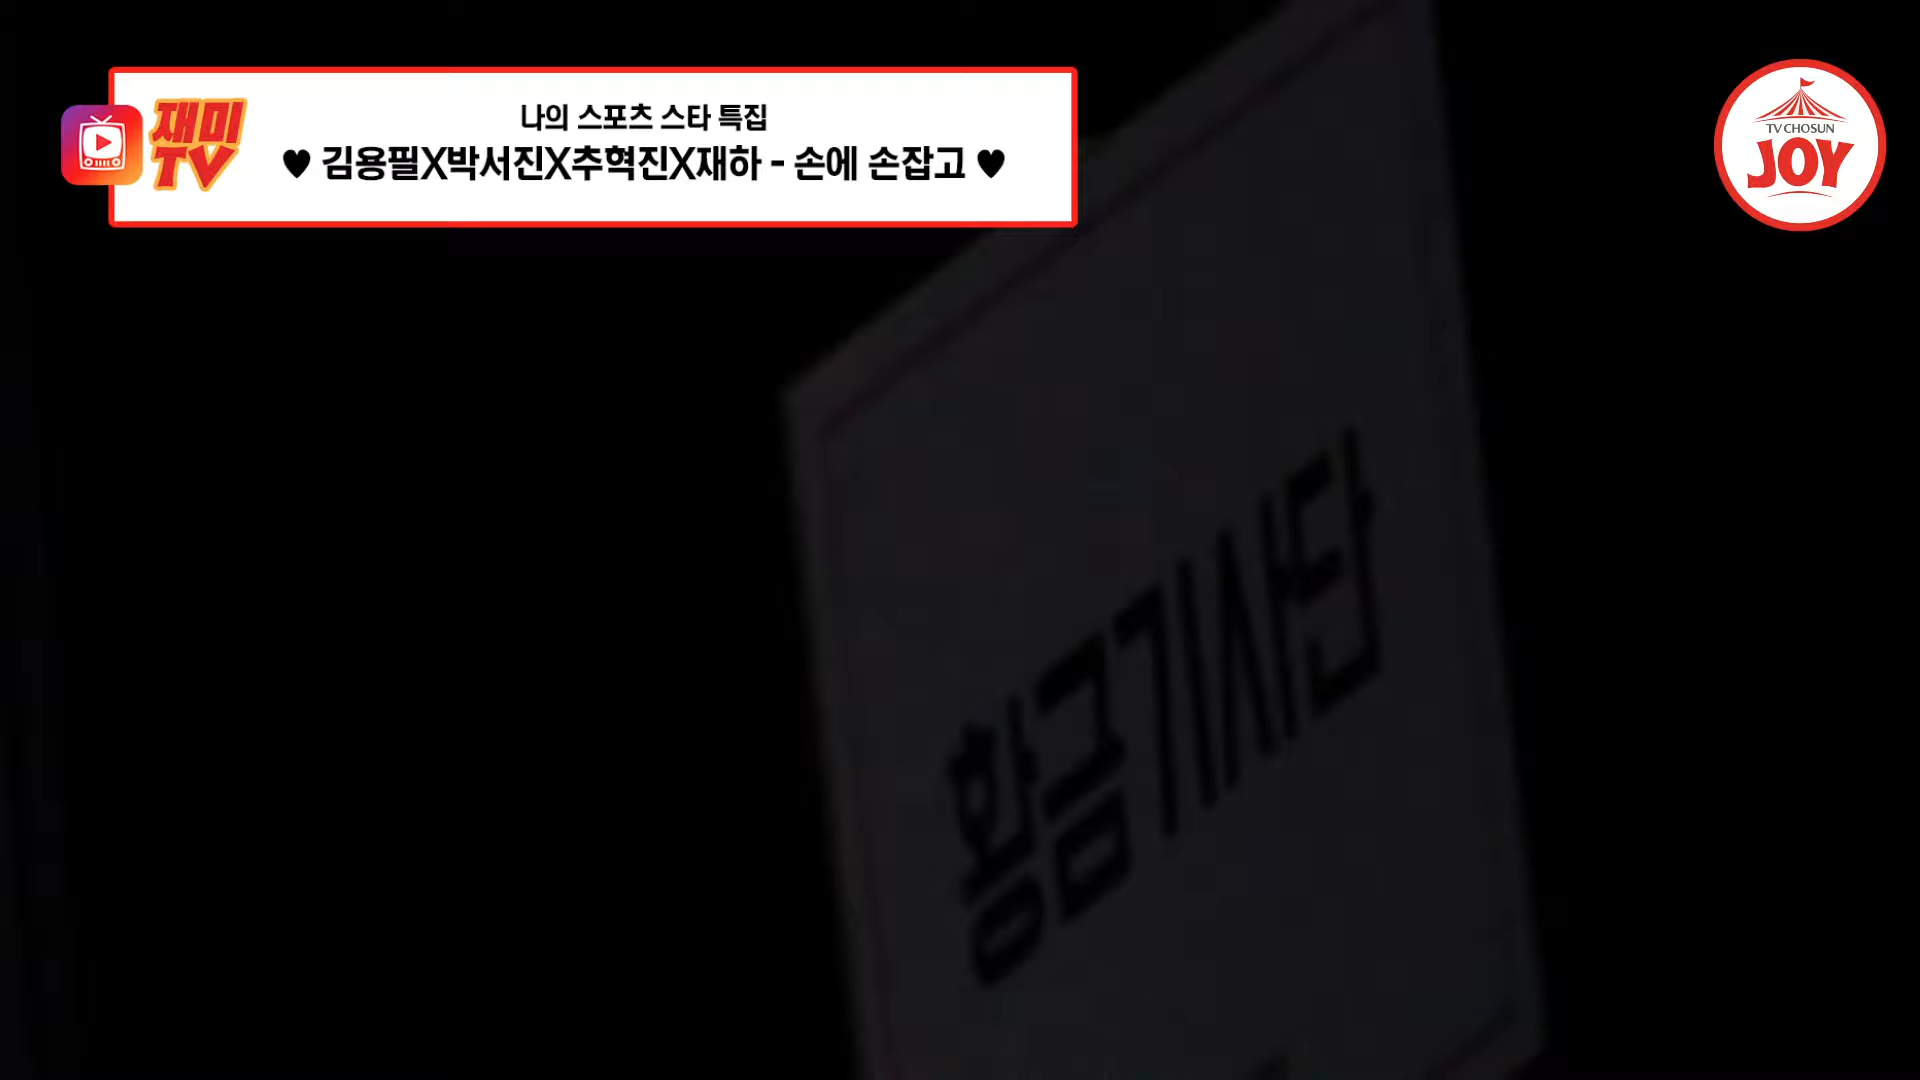 재미
TV
나의 스포츠 스타 특집
♥ 김용필X박서진X추혁진X재하 - 손에 손잡고 ♥
TV CHOSUN
JOY
황금기사단